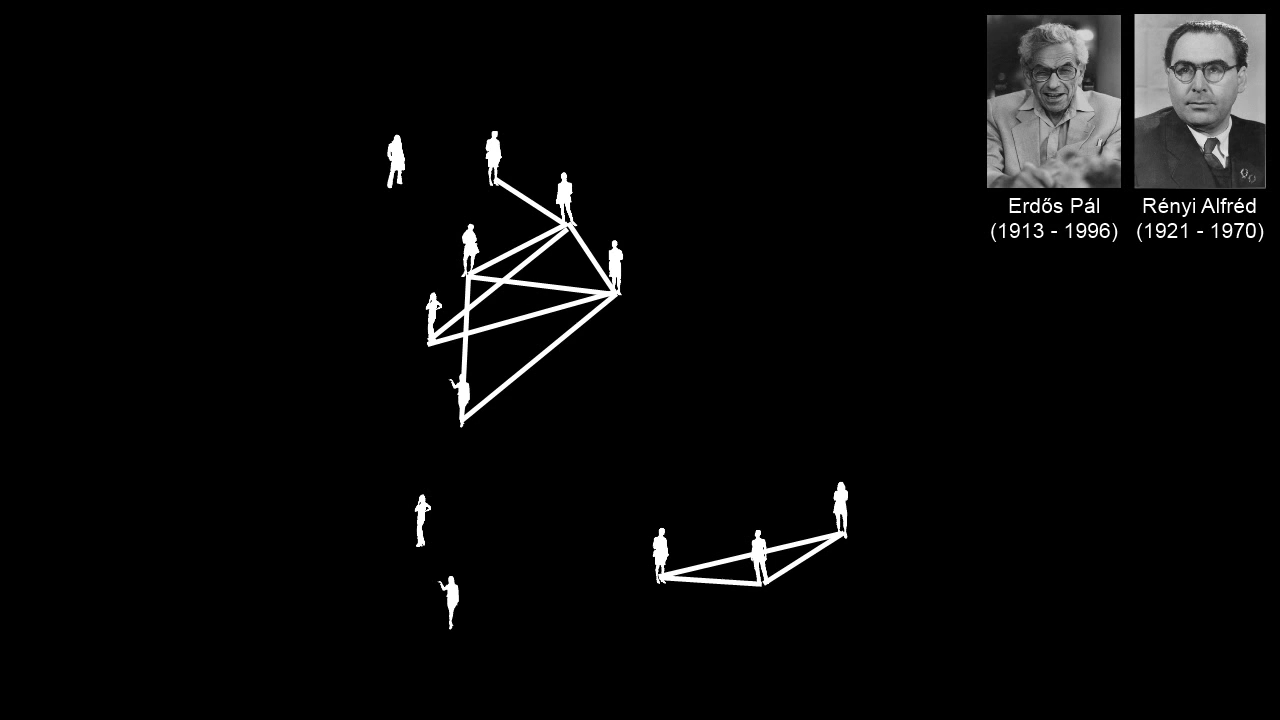 Erdős Pál
(1913 - 1996)
Rényi Alfréd
(1921 - 1970)